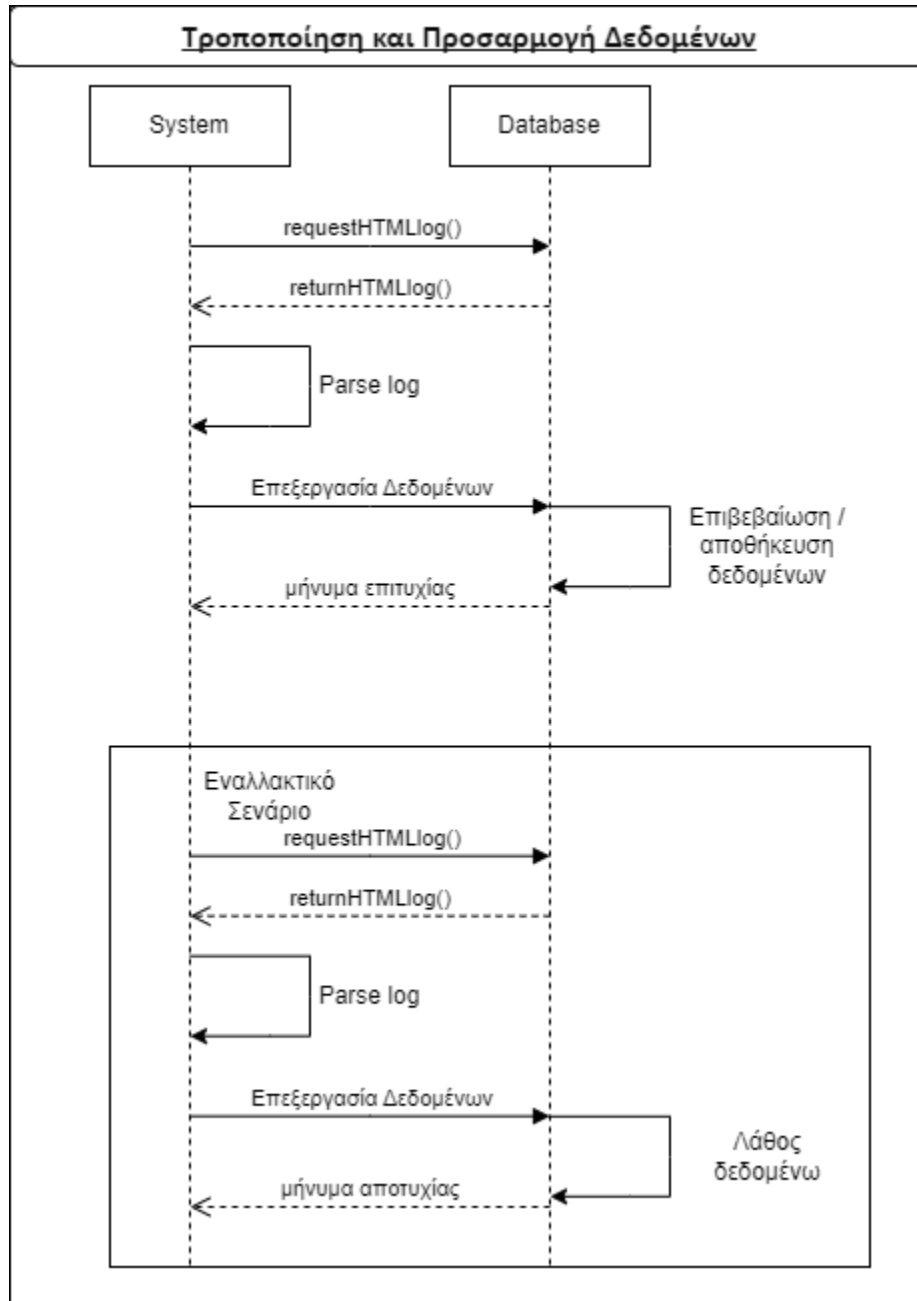 Τροποποίηση και Προσαρμογή Δεδομένων
System
Database
requestHTMLlog()
returnHTMLlog()
Parse log
Επεξεργασία Δεδομένων
Επιβεβαίωση /
αποθήκευση
δεδομένων
μήνυμα επιτυχίας
Εναλλακτικό
Σενάριο
requestHTMLlog()
returnHTMLlog()
Parse log
Επεξεργασία Δεδομένων
Λάθος
δεδομένω
μήνυμα αποτυχίας